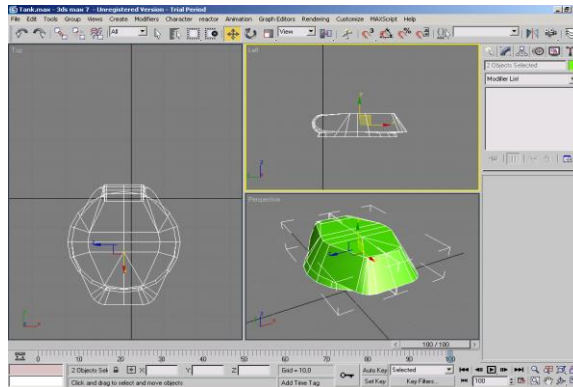 Tank.max - 3ds max 7 - Unregistered Version - Trial Period
File Edit Tools Group Views Create Modifiers Character reactor Animation Graph Editors Rendering Customize MAXScript Help
All
View
Top
Left
2 Objects Selected
Modifier List
Perspective
100 / 100
0 10 20 30 40 50 60 70 80 90 100
2 Objects Sel X: Y: Z: Grid = 10,0 Auto Key Selected
Click and drag to select and move objects Add Time Tag Set Key Key Filters... 100